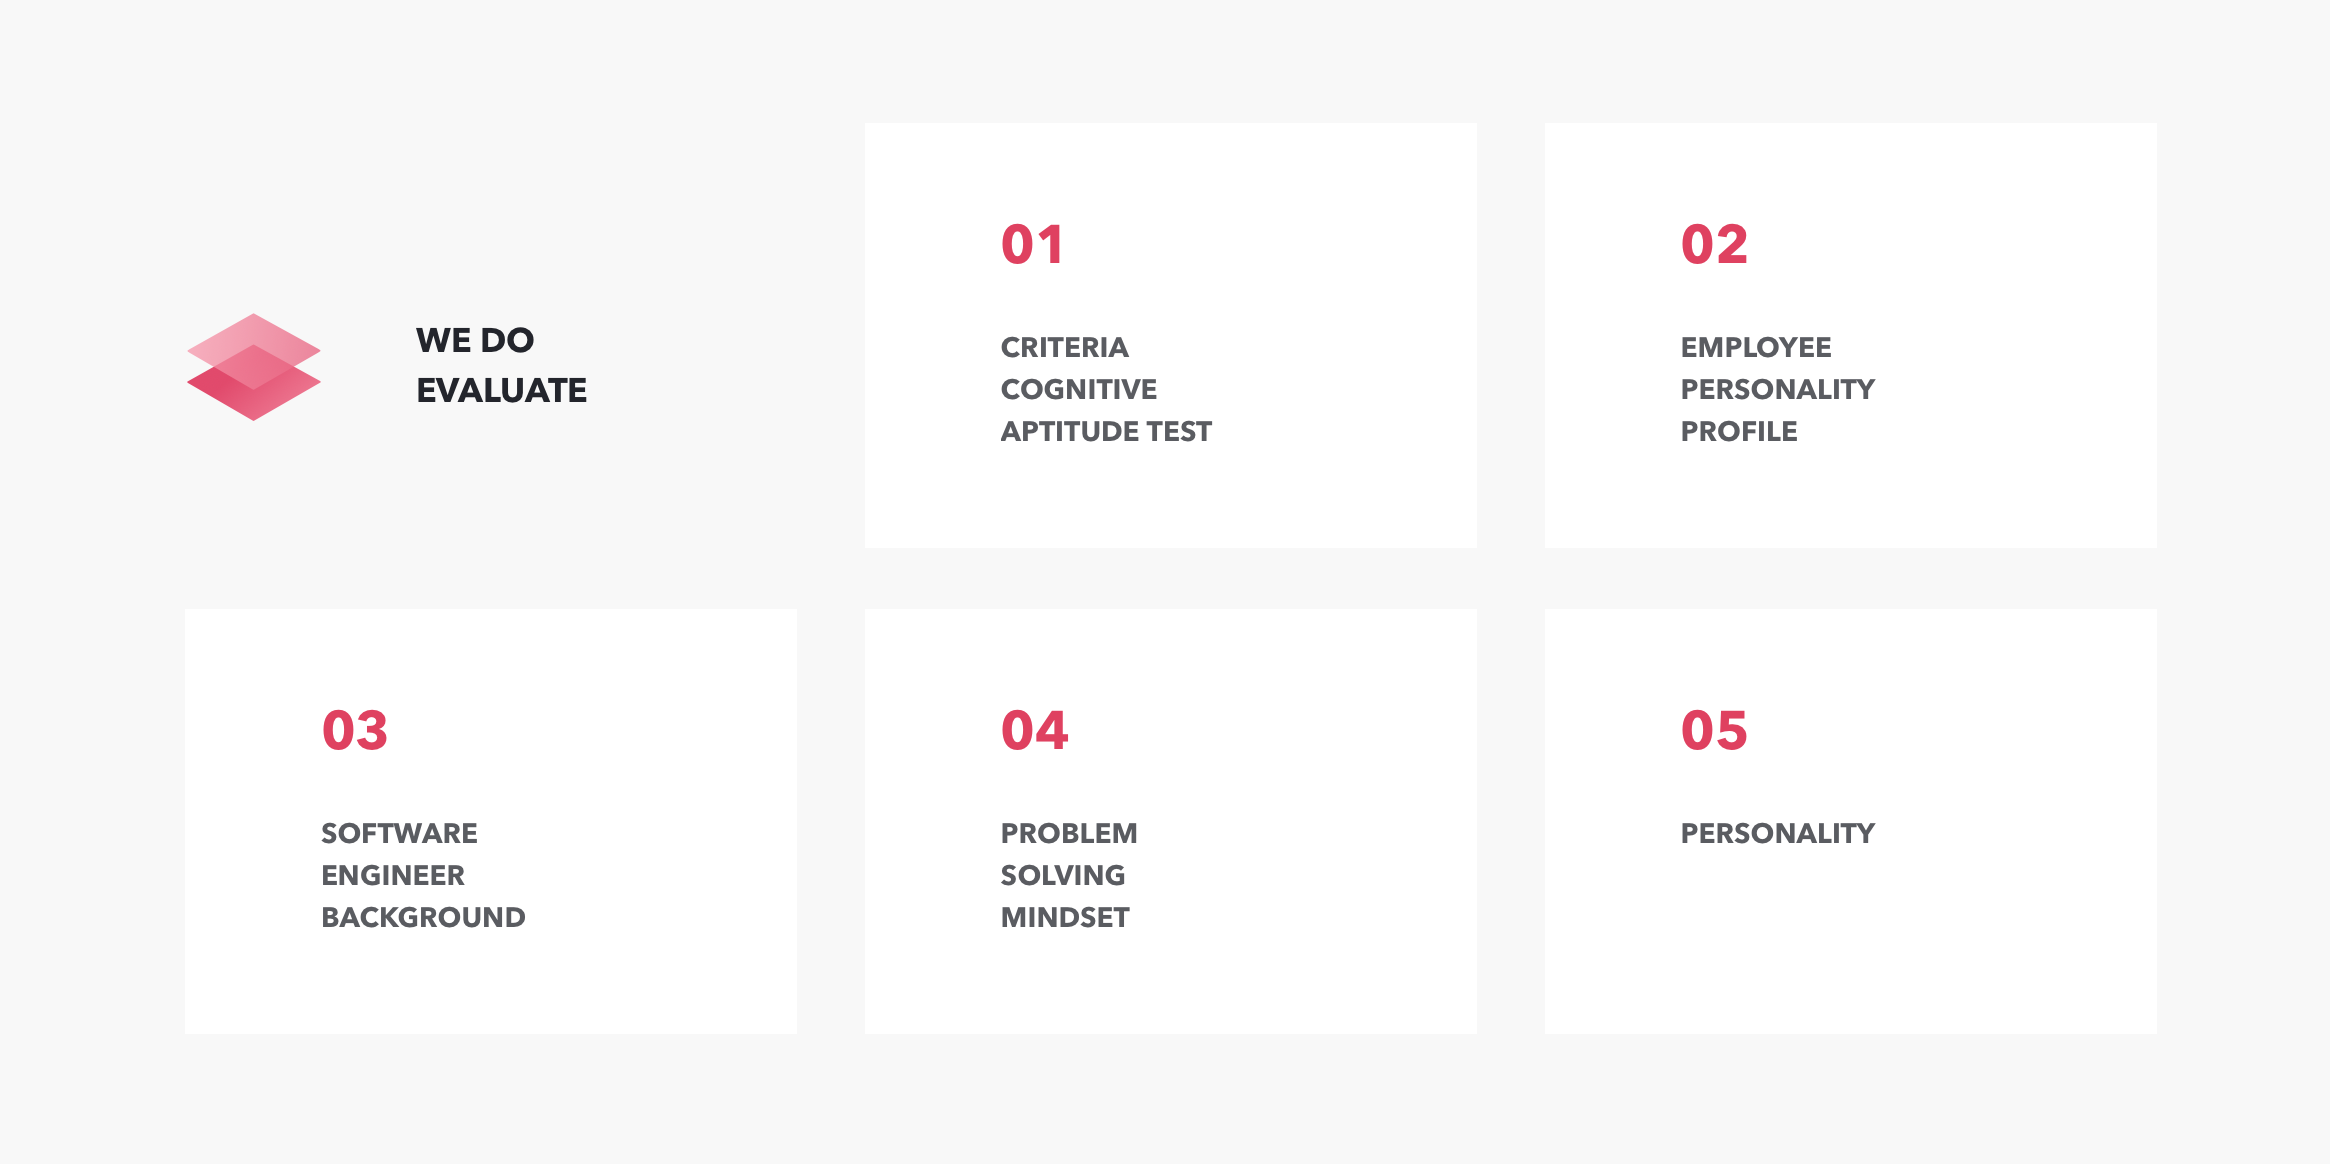 WE DO
EVALUATE
01
CRITERIA
COGNITIVE
APTITUDE TEST
02
EMPLOYEE
PERSONALITY
PROFILE
03
SOFTWARE
ENGINEER
BACKGROUND
04
PROBLEM
SOLVING
MINDSET
05
PERSONALITY